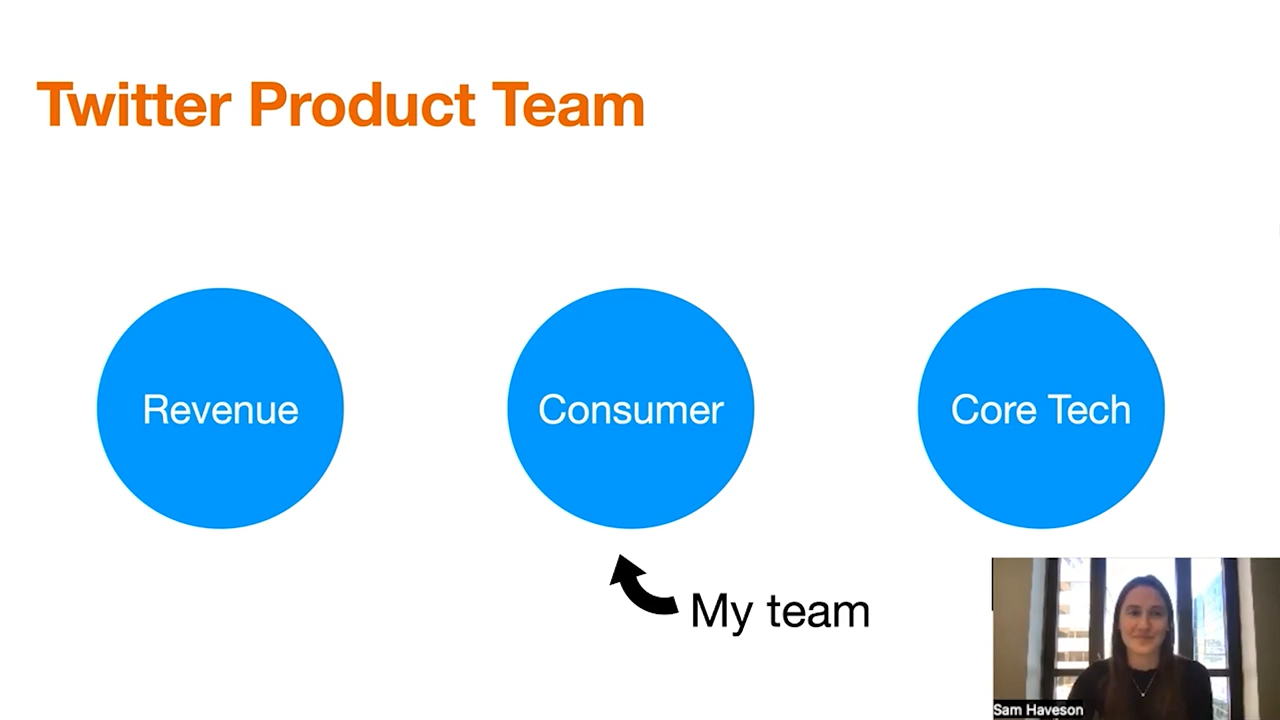 Twitter Product Team
Revenue
Consumer
Core Tech
My team
Sam Haveson